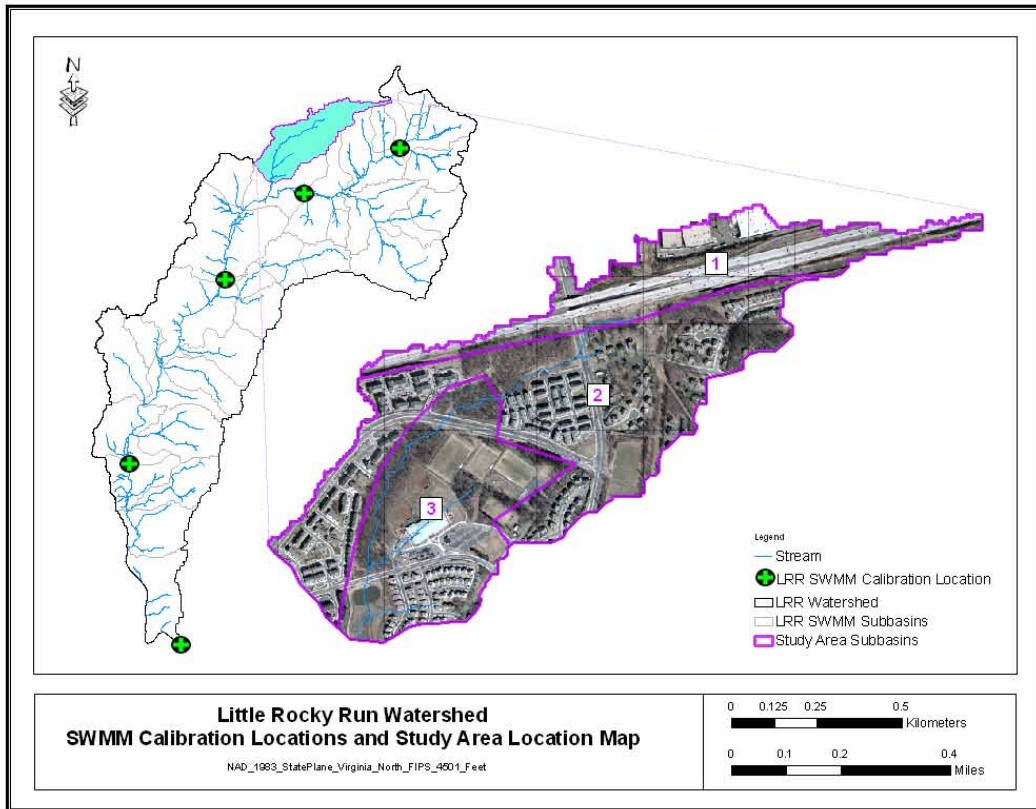 N
1
2
3
Legend
Stream
LRR SWMM Calibration Location
LRR Watershed
LRR SWMM Subbasins
Study Area Subbasins
Little Rocky Run Watershed
SWMM Calibration Locations and Study Area Location Map
NAD_1983_StatePlane_Virginia_North_FIPS_4501_Feet
0 0.125 0.25 0.5
Kilometers
0 0.1 0.2 0.4
Miles